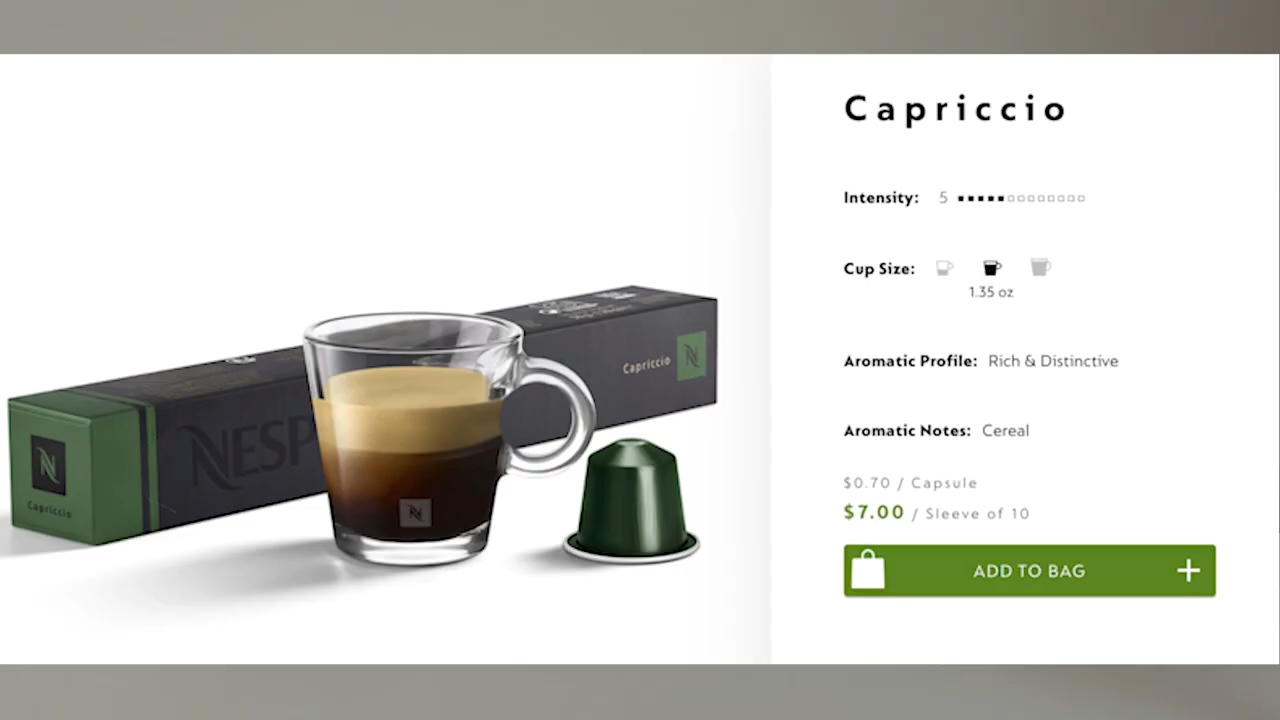 Capriccio
Intensity: 5
Cup Size:
1.35 oz
Aromatic Profile: Rich & Distinctive
Aromatic Notes: Cereal
$0.70 / Capsule
$7.00 / Sleeve of 10
ADD TO BAG
Capriccio
N
NESP
Capriccio
N
N